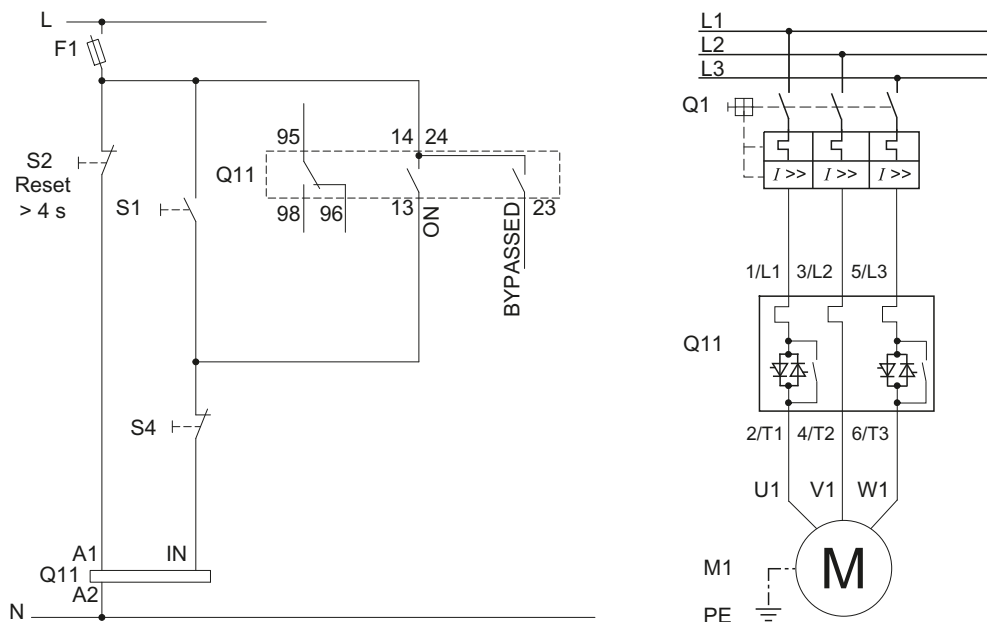 L
F1
S2
Reset
> 4 s
S1
95
14
24
Q11
98
96
13
23
ON
BYPASSED
S4
A1
IN
Q11
A2
N
L1
L2
L3
Q1
I >>
I >>
I >>
1/L1
3/L2
5/L3
Q11
2/T1
4/T2
6/T3
U1
V1
W1
M1
M
PE